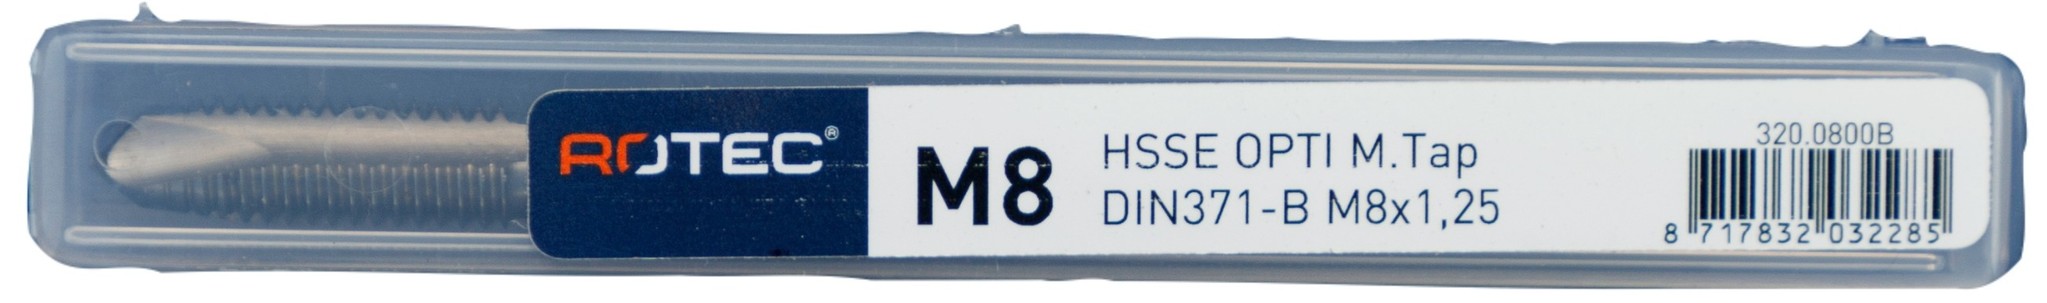 ROTEC®
M8
HSSE OPTI M.Tap
DIN371-B M8x1,25
320.0800B
8 717832 032285